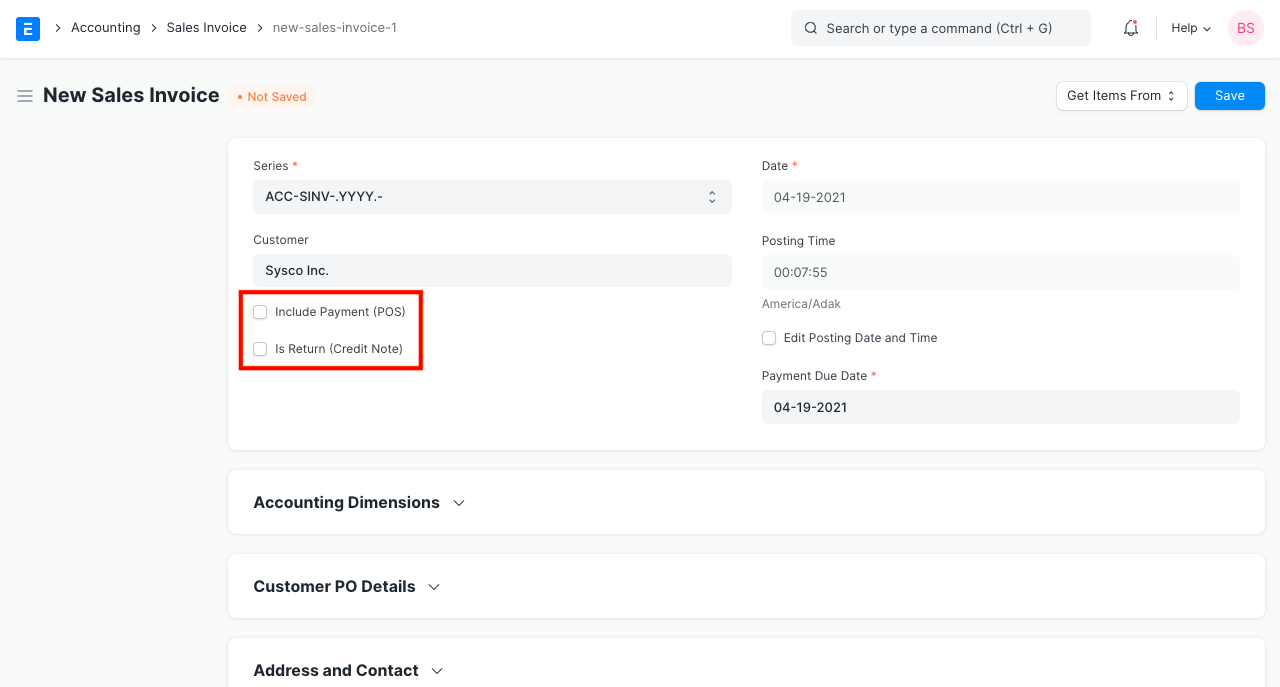 E
Accounting
Sales Invoice
new-sales-invoice-1
Search or type a command (Ctrl + G)
Help
BS
New Sales Invoice
• Not Saved
Get Items From
Save
Series *
ACC-SINV-.YYYY.-
Customer
Sysco Inc.
Include Payment (POS)
Is Return (Credit Note)
Date *
04-19-2021
Posting Time
00:07:55
America/Adak
Edit Posting Date and Time
Payment Due Date *
04-19-2021
Accounting Dimensions
Customer PO Details
Address and Contact